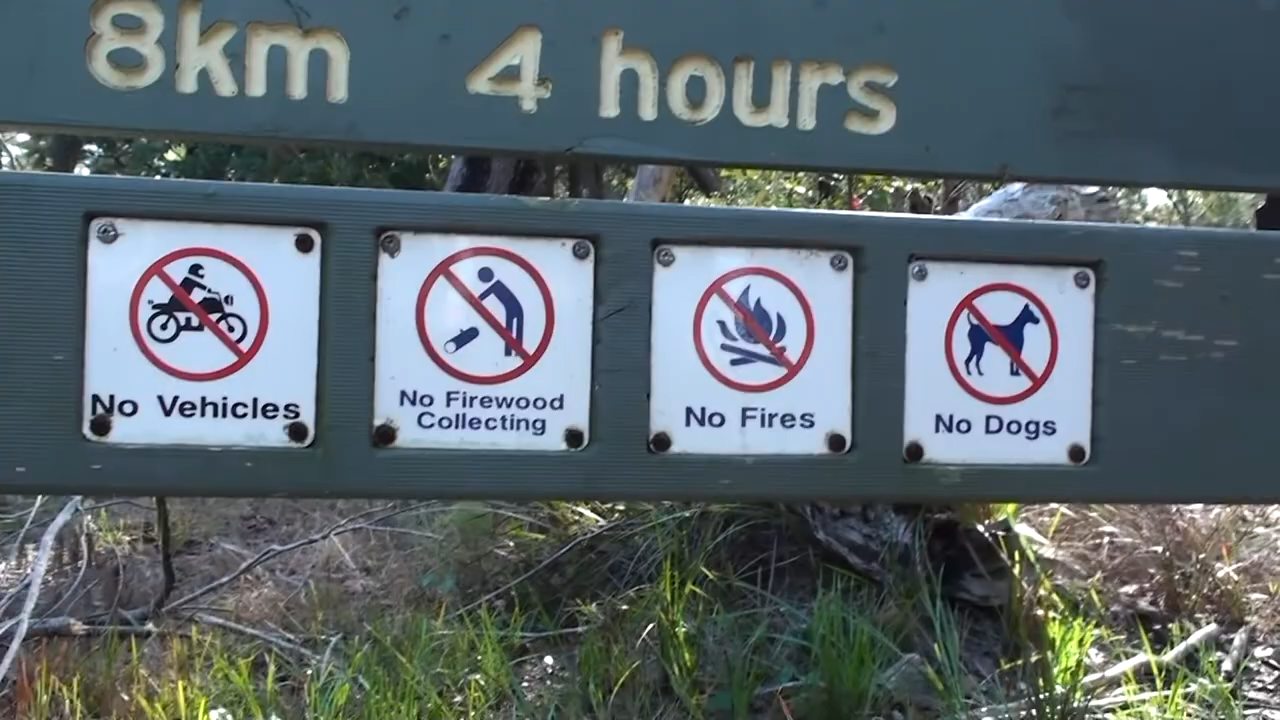 8km 4 hours
No Vehicles
No Firewood
Collecting
No Fires
No Dogs